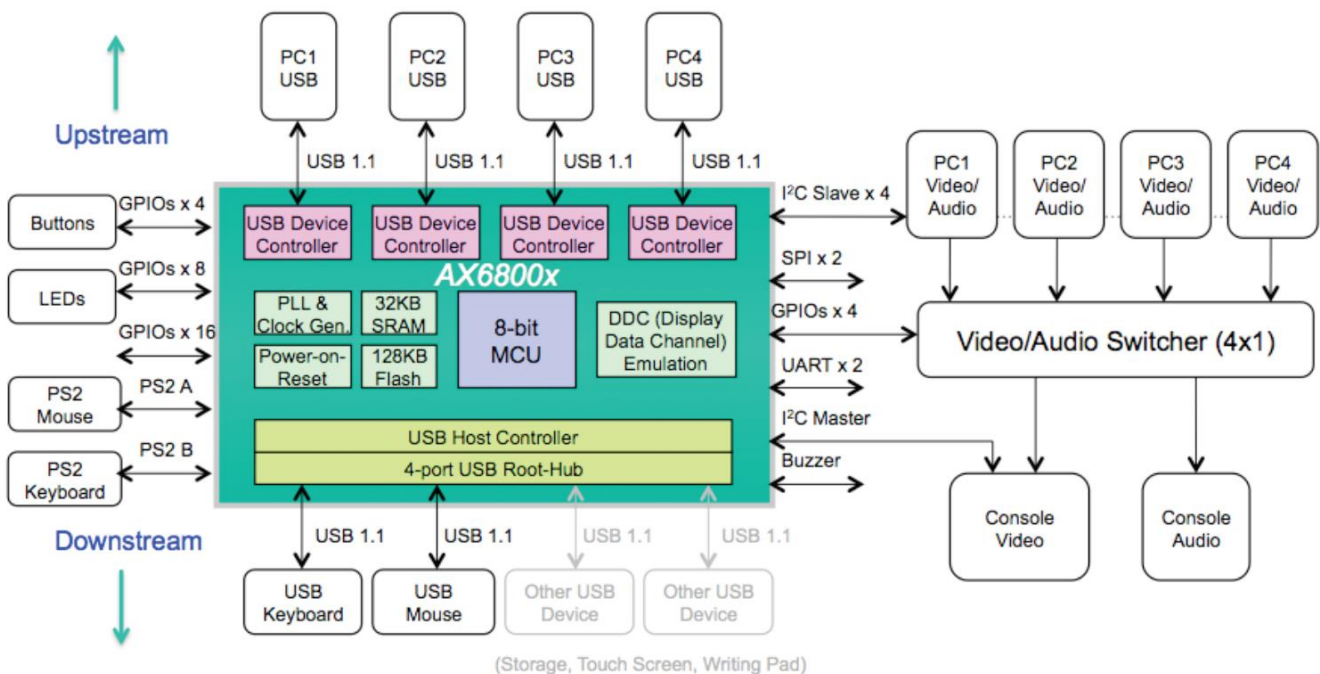 PC1
USB
PC2
USB
PC3
USB
PC4
USB
Upstream
USB 1.1
USB 1.1
USB 1.1
USB 1.1
PC1
Video/
Audio
PC2
Video/
Audio
PC3
Video/
Audio
PC4
Video/
Audio
Buttons
GPIOs x 4
LEDs
GPIOs x 8
GPIOs x 16
PS2
Mouse
PS2 A
PS2
Keyboard
PS2 B
USB Device
Controller
USB Device
Controller
USB Device
Controller
USB Device
Controller
AX6800x
PLL &
Clock Gen.
32KB
SRAM
Power-on-
Reset
128KB
Flash
8-bit
MCU
DDC (Display
Data Channel)
Emulation
USB Host Controller
4-port USB Root-Hub
I²C Slave x 4
SPI x 2
GPIOs x 4
UART x 2
I²C Master
Buzzer
Video/Audio Switcher (4x1)
Console
Video
Console
Audio
Downstream
USB 1.1
USB 1.1
USB 1.1
USB 1.1
USB
Keyboard
USB
Mouse
Other USB
Device
Other USB
Device
(Storage, Touch Screen, Writing Pad)